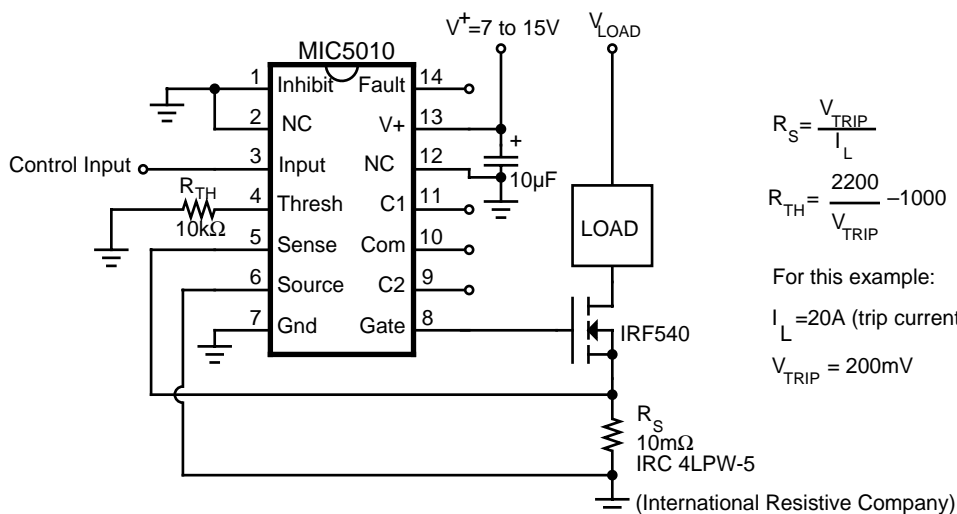 V+=7 to 15V
VLOAD
MIC5010
1 Inhibit Fault 14
2 NC V+ 13
+
Control Input 3 Input NC 12
10µF
RTH
10kΩ
4 Thresh C1 11
5 Sense Com 10
6 Source C2 9
7 Gnd Gate 8
LOAD
IRF540
RS
10mΩ
IRC 4LPW-5
(International Resistive Company)
RS= VTRIP
IL
RTH= 2200 –1000
VTRIP
For this example:
IL =20A (trip current
VTRIP = 200mV